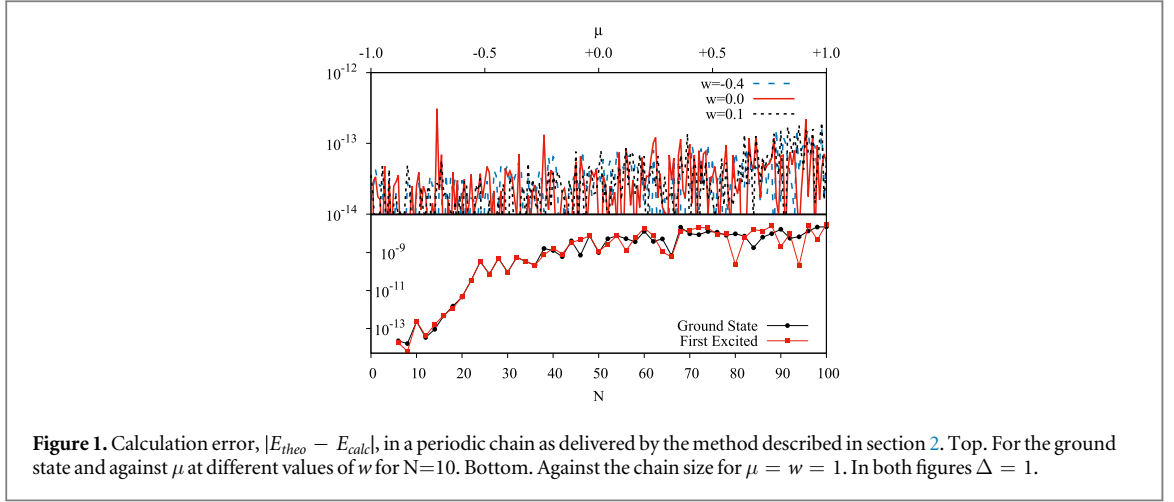 μ
-1.0 -0.5 +0.0 +0.5 +1.0
10^-12
w=-0.4
w=0.0
w=0.1
10^-13
10^-14
10^-9
10^-11
10^-13
Ground State
First Excited
0 10 20 30 40 50 60 70 80 90 100
N
Figure 1. Calculation error, |E_theo − E_calc|, in a periodic chain as delivered by the method described in section 2. Top. For the ground
state and against μ at different values of w for N=10. Bottom. Against the chain size for μ = w = 1. In both figures Δ = 1.